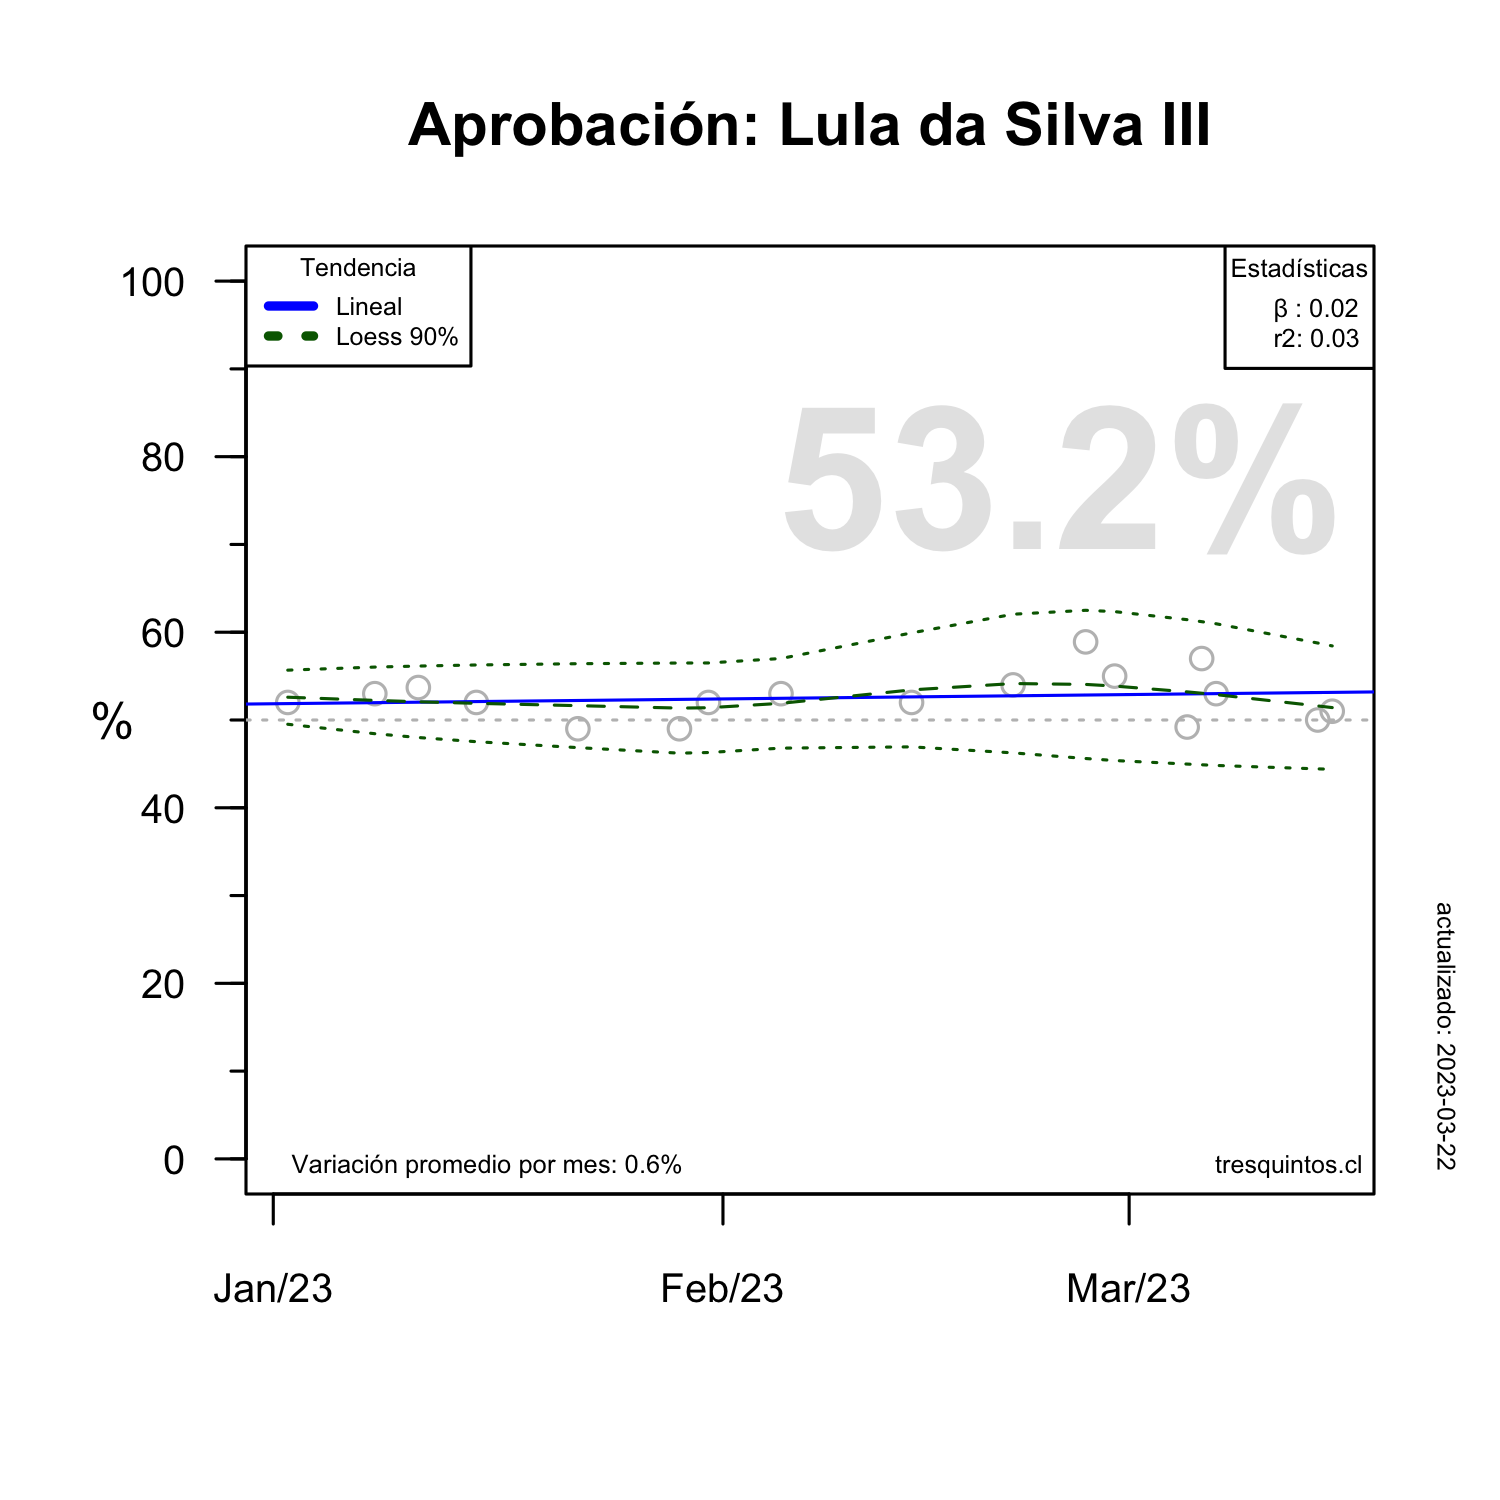 Aprobación: Lula da Silva III
Tendencia
Lineal
Loess 90%
Estadísticas
β : 0.02
r2: 0.03
53.2%
100
80
60
40
20
0
%
Variación promedio por mes: 0.6%
tresquintos.cl
Jan/23
Feb/23
Mar/23
actualizado: 2023-03-22